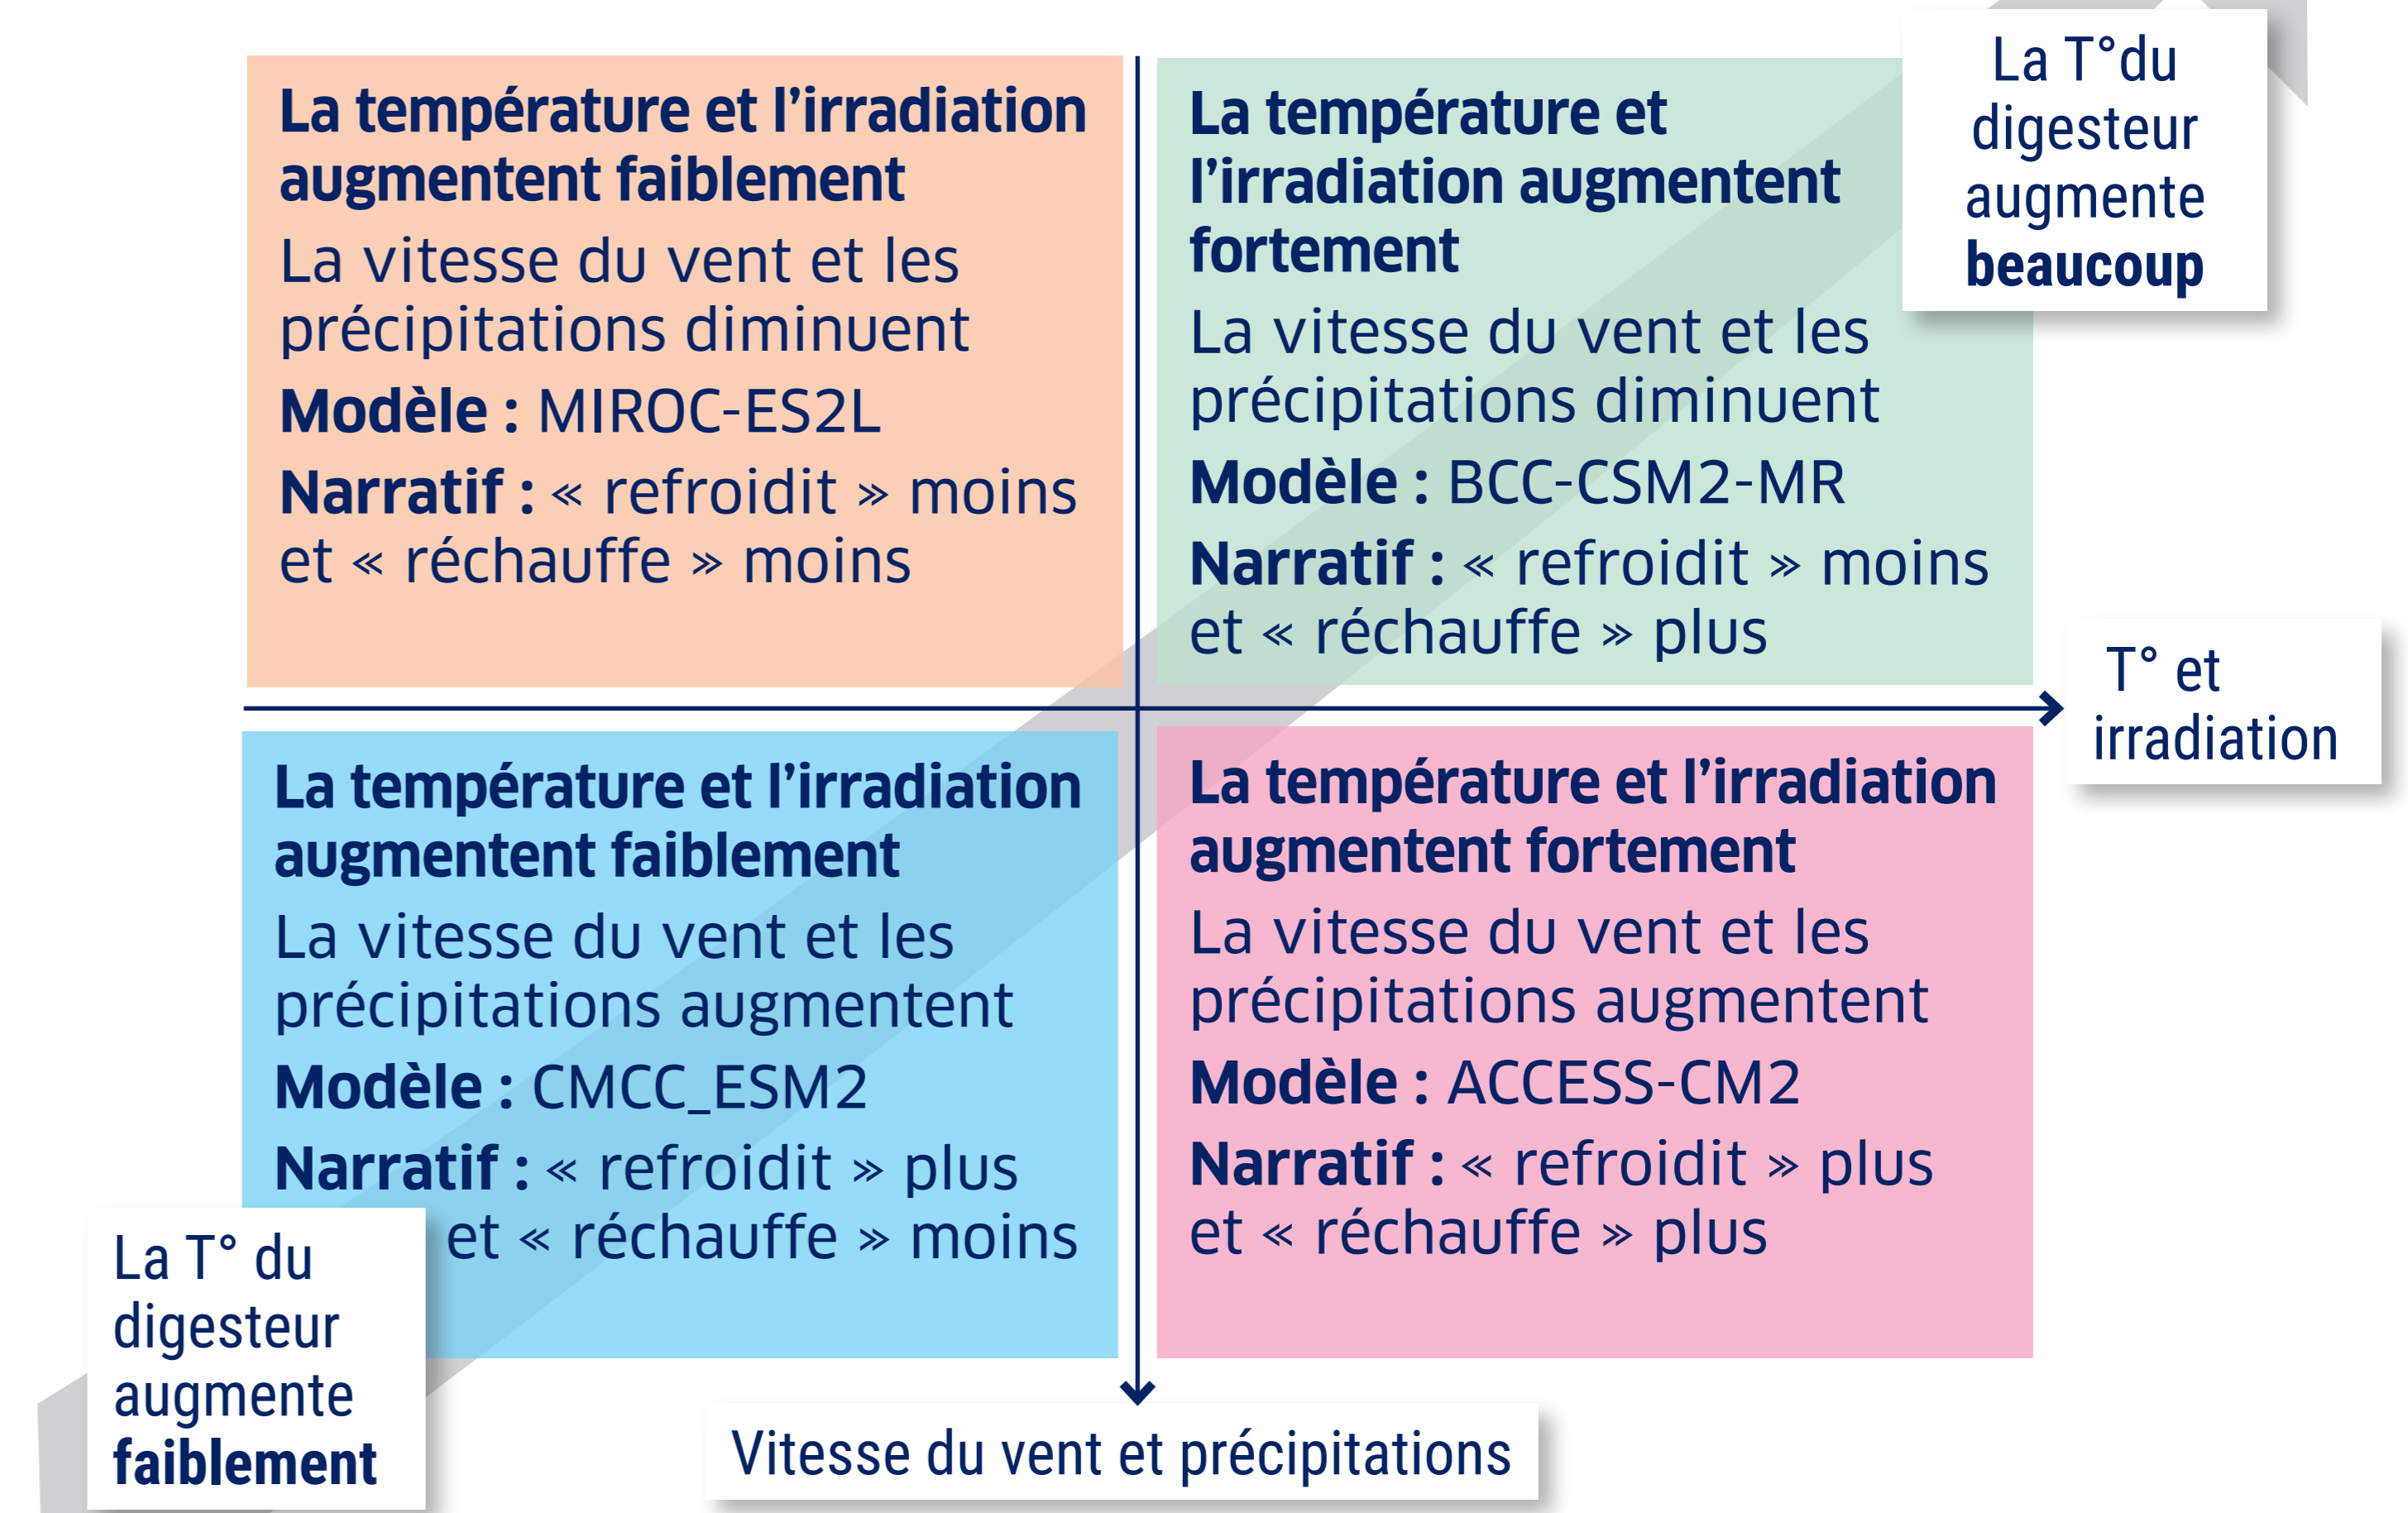 La température et l’irradiation
augmentent faiblement
La vitesse du vent et les
précipitations diminuent
Modèle : MIROC-ES2L
Narratif : « refroidit » moins
et « réchauffe » moins
La température et
l’irradiation augmentent
fortement
La vitesse du vent et les
précipitations diminuent
Modèle : BCC-CSM2-MR
Narratif : « refroidit » moins
et « réchauffe » plus
La T°du
digesteur
augmente
beaucoup
T° et
irradiation
La température et l’irradiation
augmentent faiblement
La vitesse du vent et les
précipitations augmentent
Modèle : CMCC_ESM2
Narratif : « refroidit » plus
et « réchauffe » moins
La température et l’irradiation
augmentent fortement
La vitesse du vent et les
précipitations augmentent
Modèle : ACCESS-CM2
Narratif : « refroidit » plus
et « réchauffe » plus
La T° du
digesteur
augmente
faiblement
Vitesse du vent et précipitations